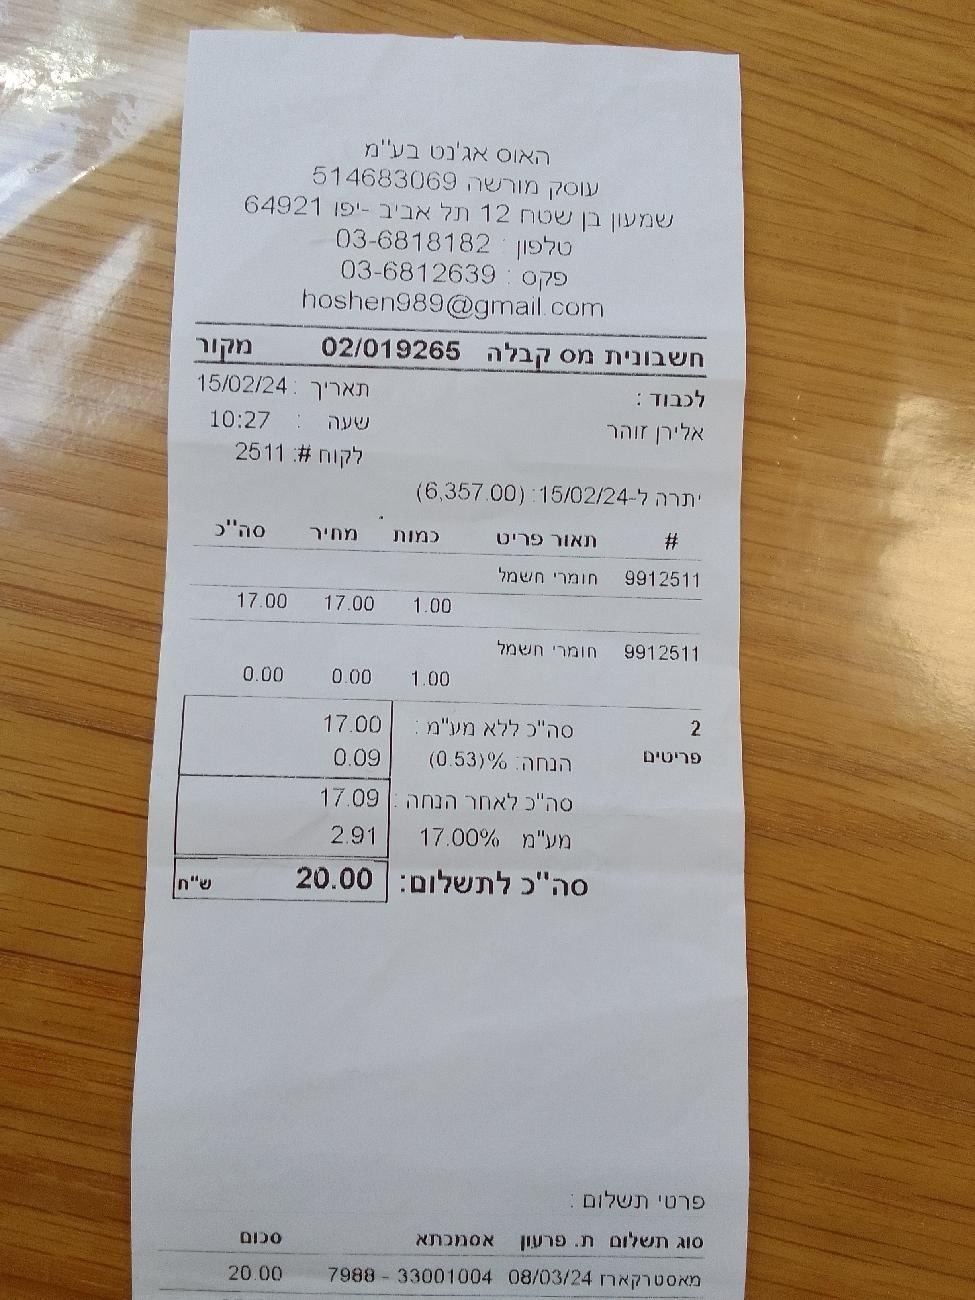 האוס אג'נט בע"מ
עוסק מורשה 514683069
שמעון בן שטח 12 תל אביב -יפו 64921
טלפון : 03-6818182
פקס : 03-6812639
hoshen989@gmail.com
חשבונית מס קבלה 02/019265 מקור
לכבוד : תאריך : 15/02/24
אלירן זוהר שעה : 10:27
לקוח #: 2511
יתרה ל-15/02/24: (6,357.00)
# תאור פריט כמות מחיר סה"כ
9912511 חומרי חשמל
1.00 17.00 17.00
9912511 חומרי חשמל
1.00 0.00 0.00
2 סה"כ ללא מע"מ : 17.00
פריטים הנחה: %(0.53) 0.09
סה"כ לאחר הנחה : 17.09
מע"מ 17.00% 2.91
סה"כ לתשלום: 20.00 ש"ח
פרטי תשלום :
סוג תשלום ת. פרעון אסמכתא סכום
מאסטרקארז 08/03/24 33001004 - 7988 20.00